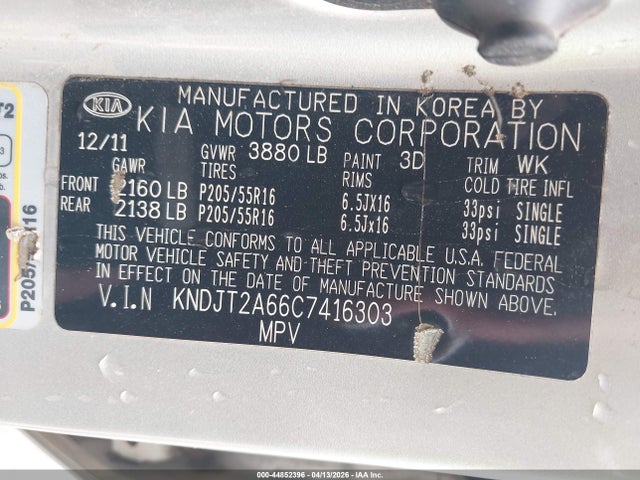 KIA
MANUFACTURED IN KOREA BY
KIA MOTORS CORPORATION
12/11 GVWR 3880 LB PAINT 3D TRIM WK
GAWR TIRES RIMS COLD TIRE INFL
FRONT 2160 LB P205/55R16 6.5JX16 33psi SINGLE
REAR 2138 LB P205/55R16 6.5Jx16 33psi SINGLE
THIS VEHICLE CONFORMS TO ALL APPLICABLE U.S.A. FEDERAL
MOTOR VEHICLE SAFETY AND THEFT PREVENTION STANDARDS
IN EFFECT ON THE DATE OF MANUFACTURE SHOWN ABOVE.
V.I.N KNDJT2A66C7416303
MPV
000-44852396 - 04/13/2026 - COPYRIGHT © IAA, INC.